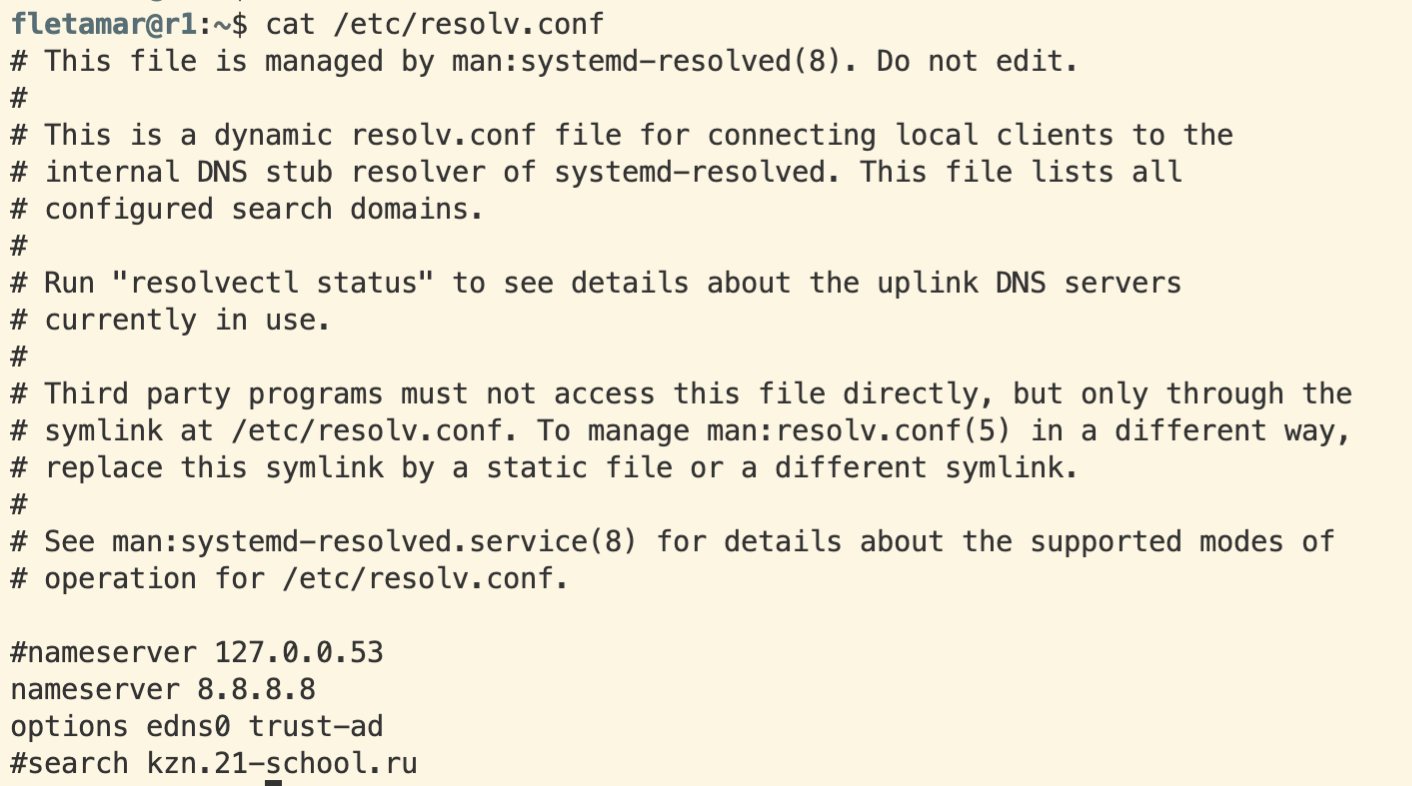 fletamar@r1:~$ cat /etc/resolv.conf
# This file is managed by man:systemd-resolved(8). Do not edit.
#
# This is a dynamic resolv.conf file for connecting local clients to the
# internal DNS stub resolver of systemd-resolved. This file lists all
# configured search domains.
#
# Run "resolvectl status" to see details about the uplink DNS servers
# currently in use.
#
# Third party programs must not access this file directly, but only through the
# symlink at /etc/resolv.conf. To manage man:resolv.conf(5) in a different way,
# replace this symlink by a static file or a different symlink.
#
# See man:systemd-resolved.service(8) for details about the supported modes of
# operation for /etc/resolv.conf.

#nameserver 127.0.0.53
nameserver 8.8.8.8
options edns0 trust-ad
#search kzn.21-school.ru